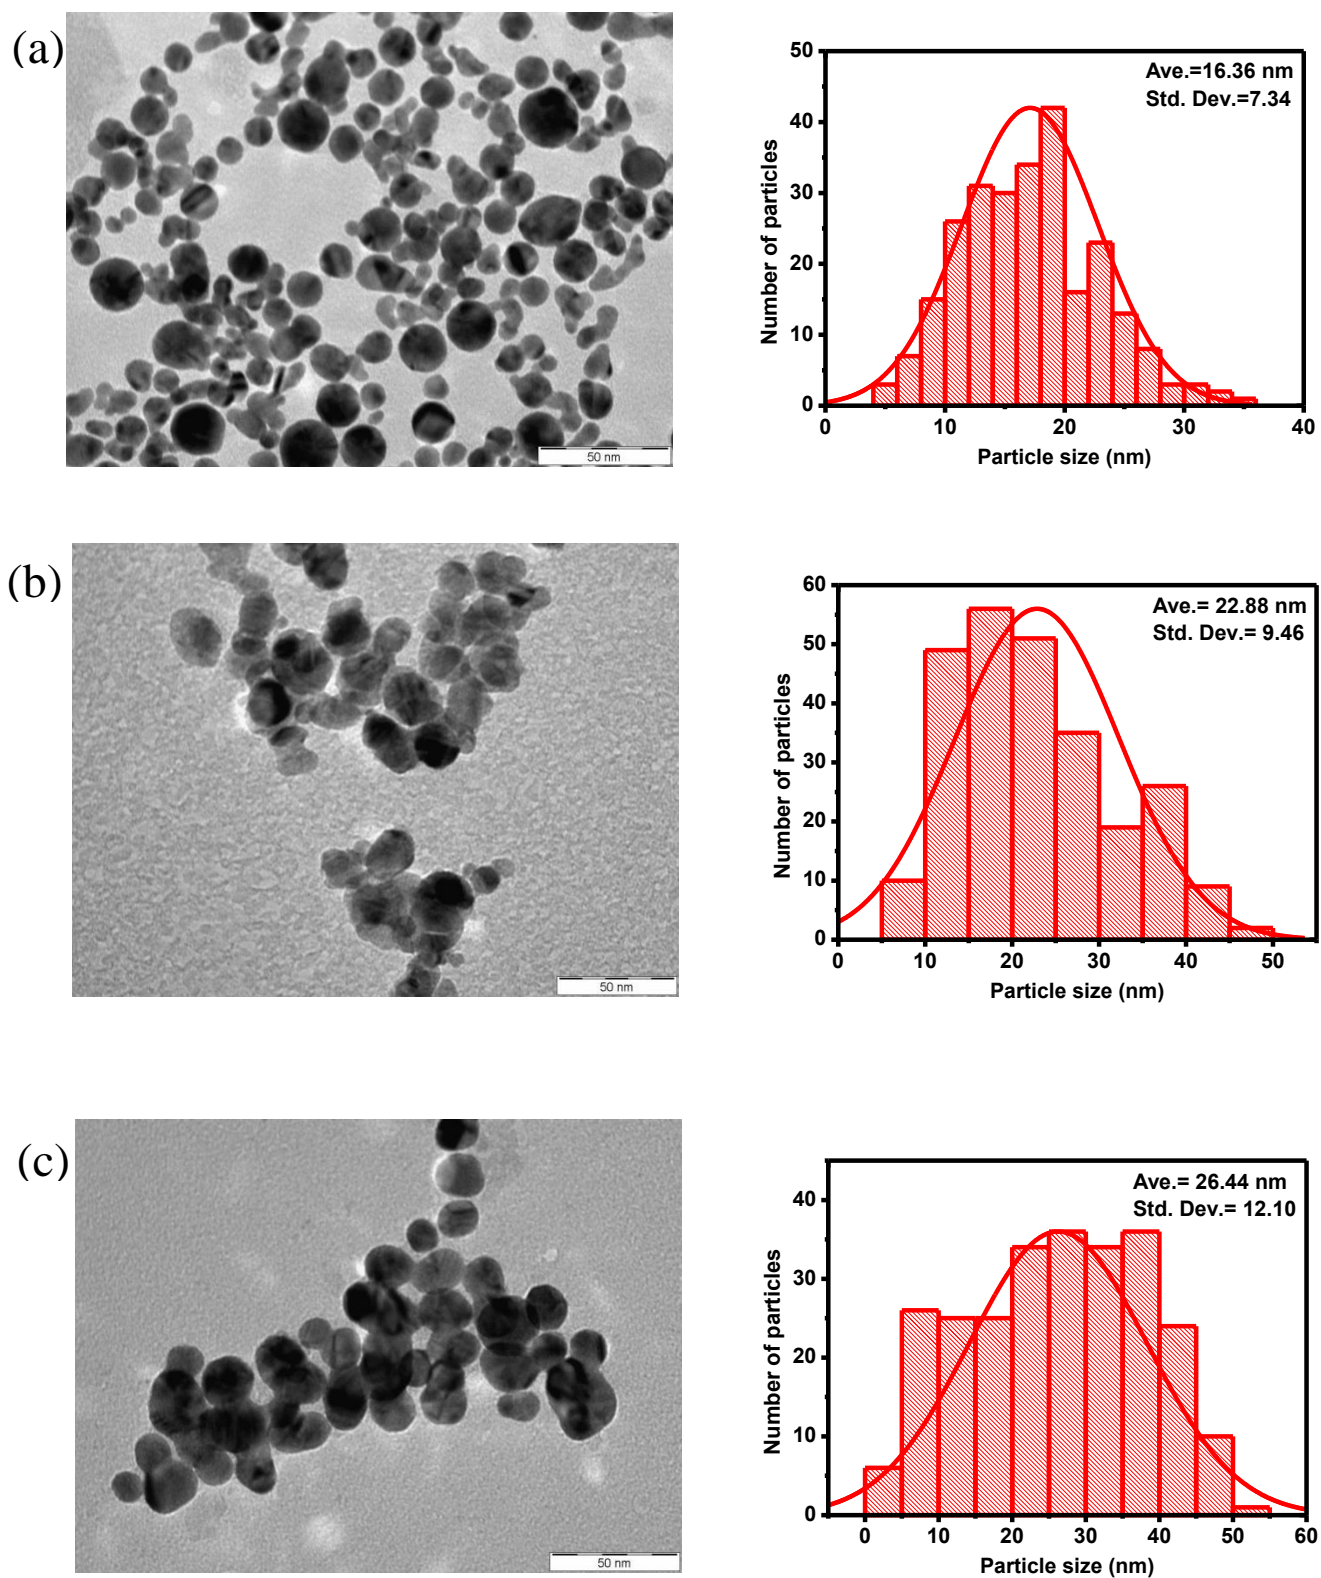 (a)
50 nm
50
40
30
20
10
0
0 10 20 30 40
Number of particles
Particle size (nm)
Ave.=16.36 nm
Std. Dev.=7.34
(b)
50 nm
60
50
40
30
20
10
0
0 10 20 30 40 50
Number of particles
Particle size (nm)
Ave.= 22.88 nm
Std. Dev.= 9.46
(c)
50 nm
40
30
20
10
0
0 10 20 30 40 50 60
Number of particles
Particle size (nm)
Ave.= 26.44 nm
Std. Dev.= 12.10